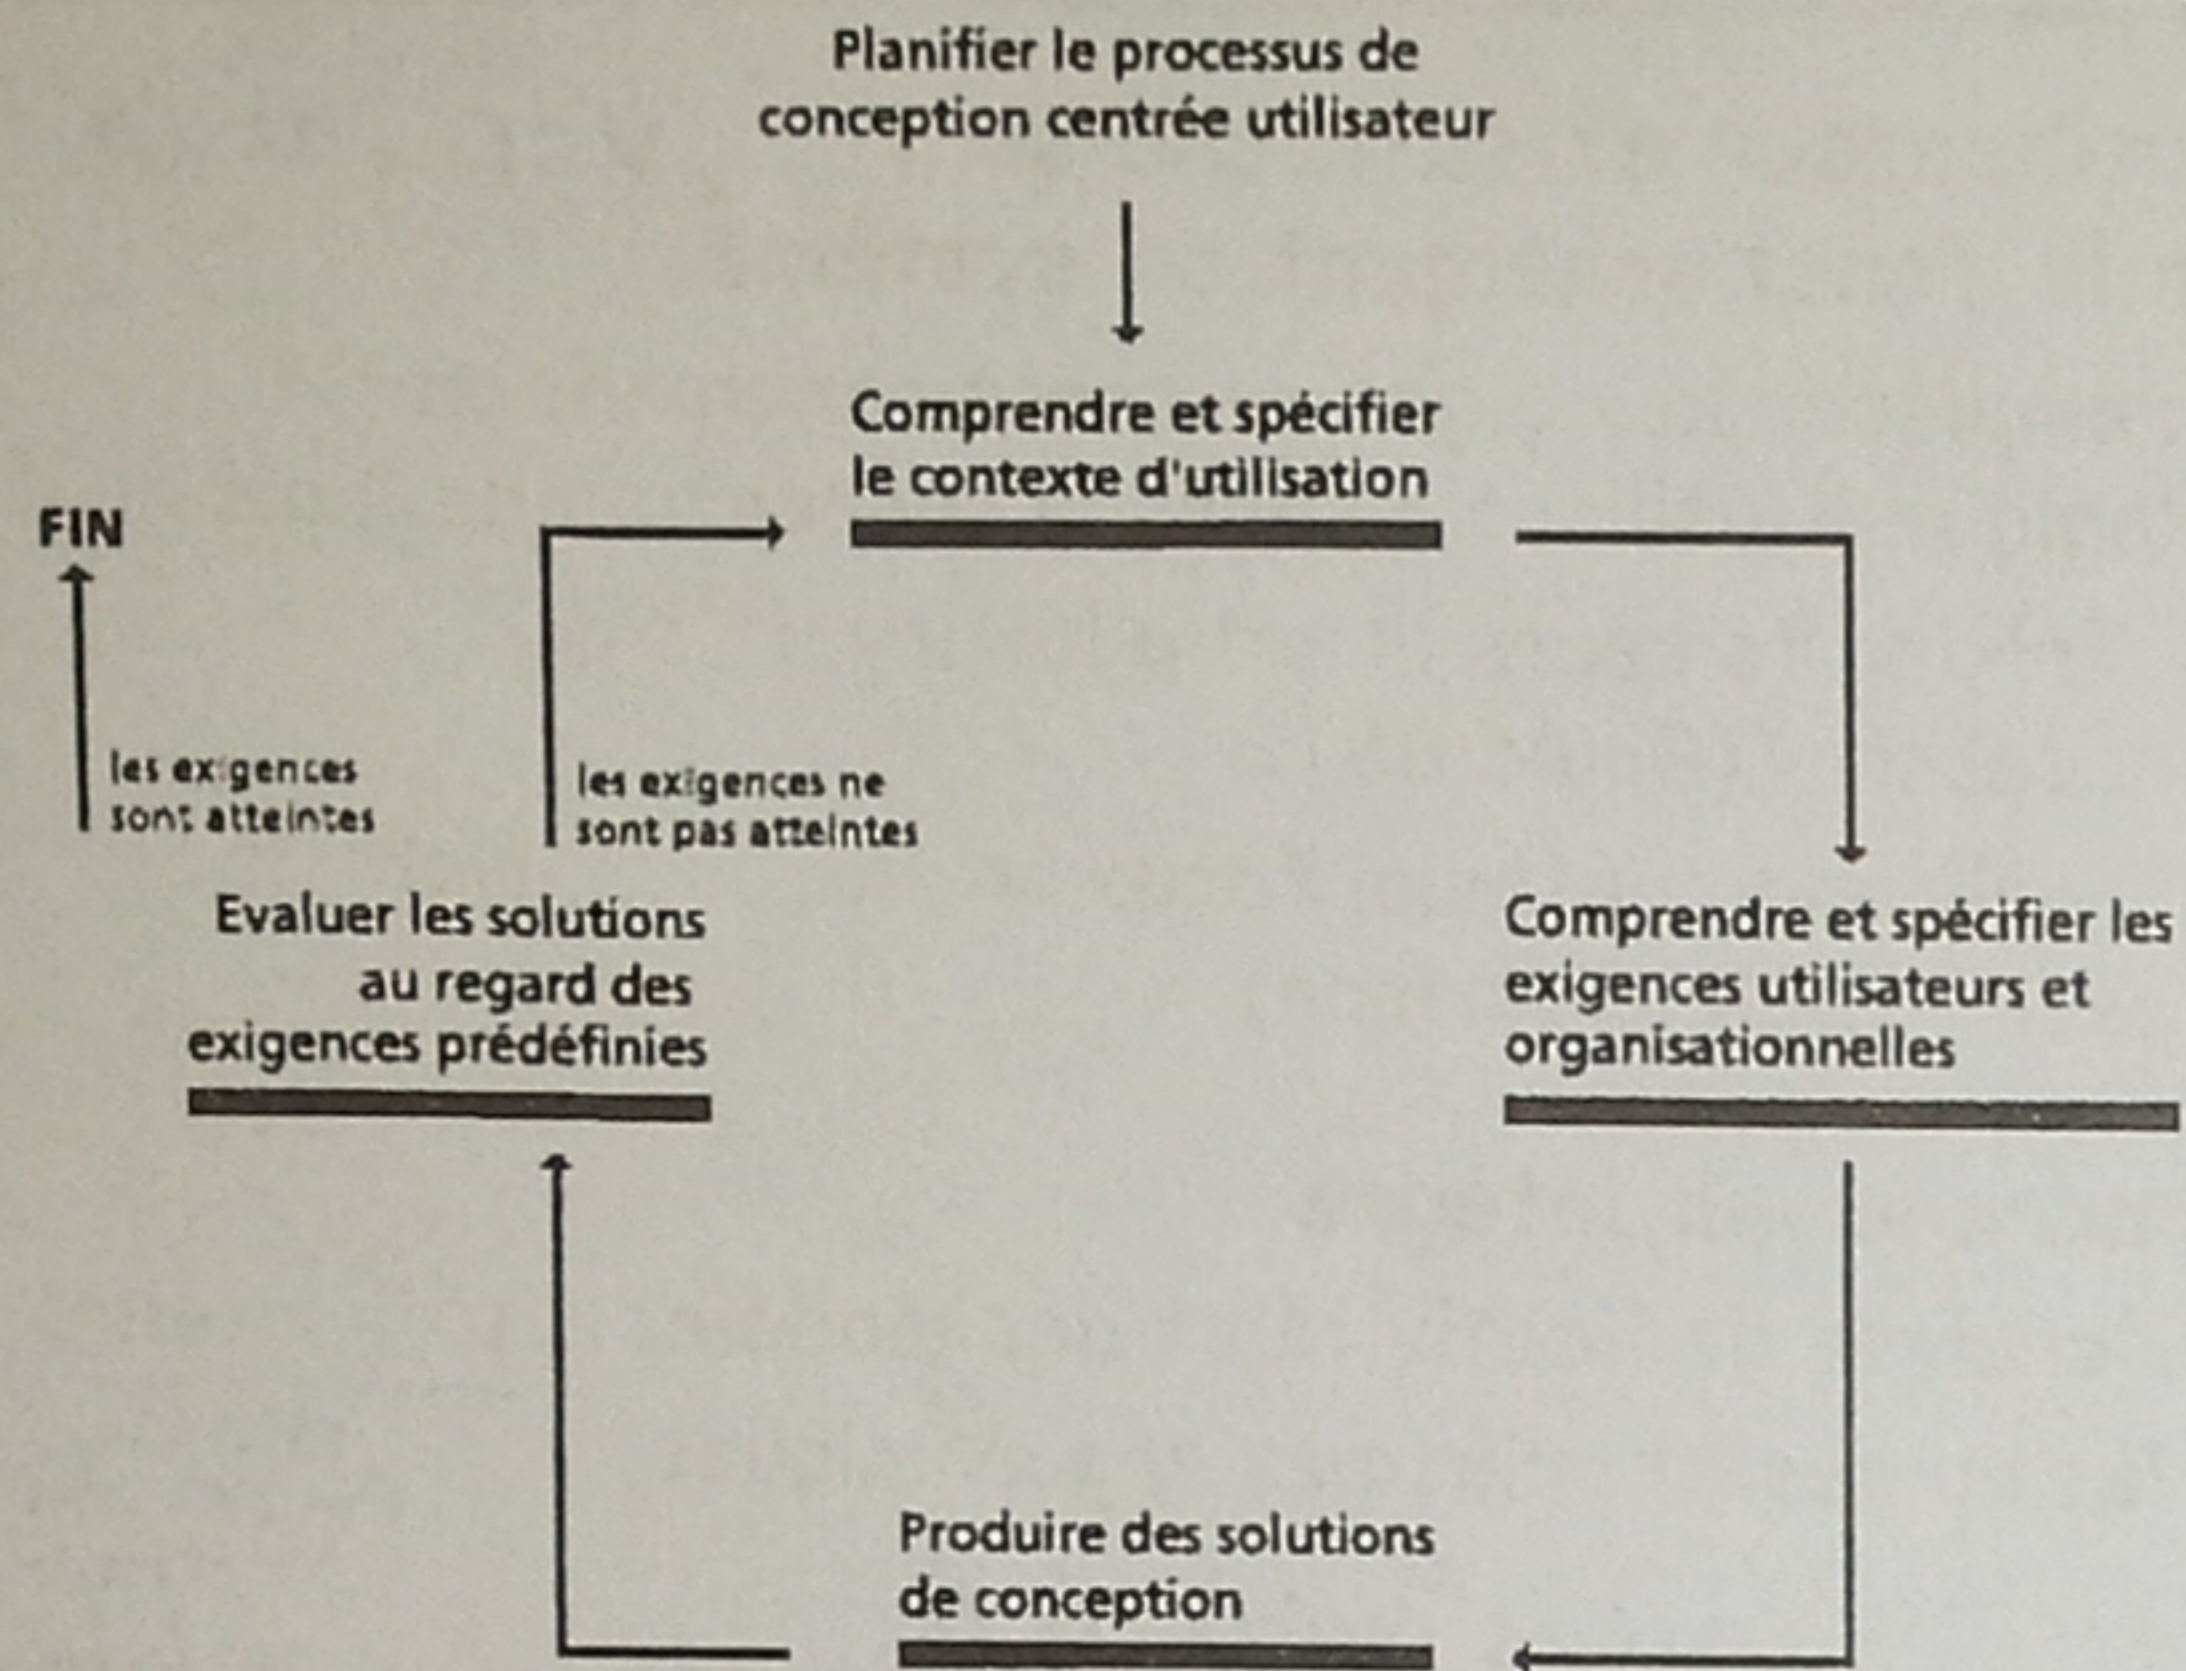 Planifier le processus de
conception centrée utilisateur
Comprendre et spécifier
le contexte d'utilisation
FIN
les exigences
sont atteintes
les exigences ne
sont pas atteintes
Evaluer les solutions
au regard des
exigences prédéfinies
Comprendre et spécifier les
exigences utilisateurs et
organisationnelles
Produire des solutions
de conception